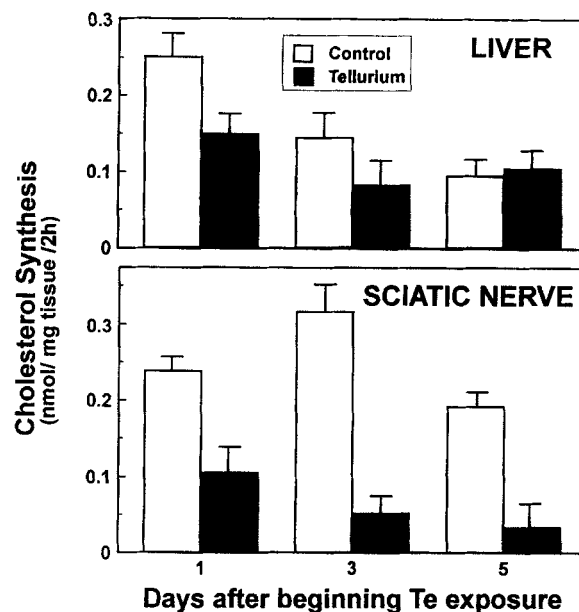 0.3
Control
Tellurium
LIVER
0.2
0.1
0
SCIATIC NERVE
0.3
0.2
0.1
0
Cholesterol Synthesis
(nmol/ mg tissue /2h)
1 3 5
Days after beginning Te exposure